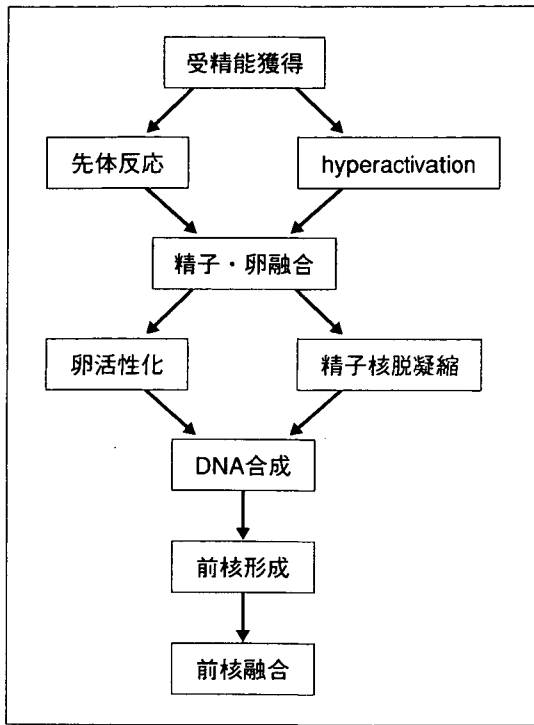 受精能獲得
先体反応
hyperactivation
精子・卵融合
卵活性化
精子核脱凝縮
DNA合成
前核形成
前核融合